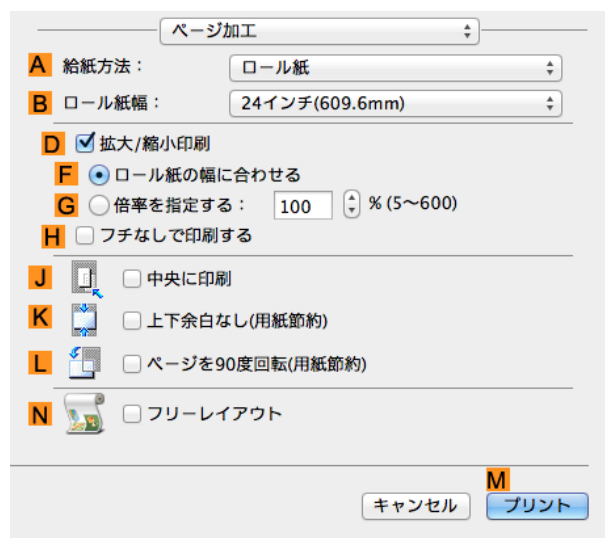 ページ加工
A 給紙方法： ロール紙
B ロール紙幅： 24インチ(609.6mm)
D 拡大/縮小印刷
F ロール紙の幅に合わせる
G 倍率を指定する： 100 % (5〜600)
H フチなしで印刷する
J 中央に印刷
K 上下余白なし(用紙節約)
L ページを90度回転(用紙節約)
N フリーレイアウト
M
キャンセル プリント